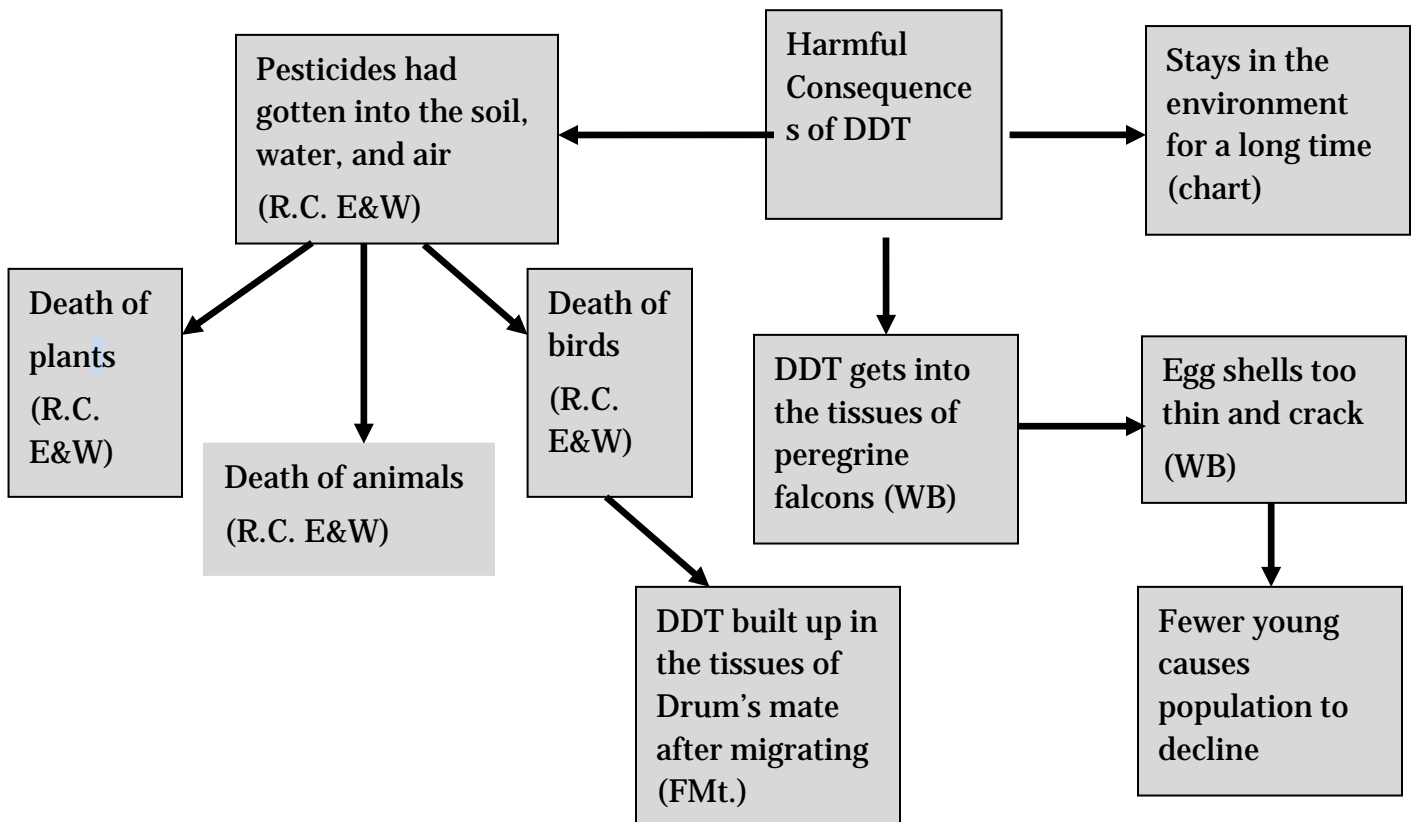 Harmful
Consequence
s of DDT
Pesticides had
gotten into the soil,
water, and air
(R.C. E&W)
Stays in the
environment
for a long time
(chart)
Death of
plants
(R.C.
E&W)
Death of animals
(R.C. E&W)
Death of
birds
(R.C.
E&W)
DDT gets into
the tissues of
peregrine
falcons (WB)
Egg shells too
thin and crack
(WB)
DDT built up in
the tissues of
Drum’s mate
after migrating
(FMt.)
Fewer young
causes
population to
decline